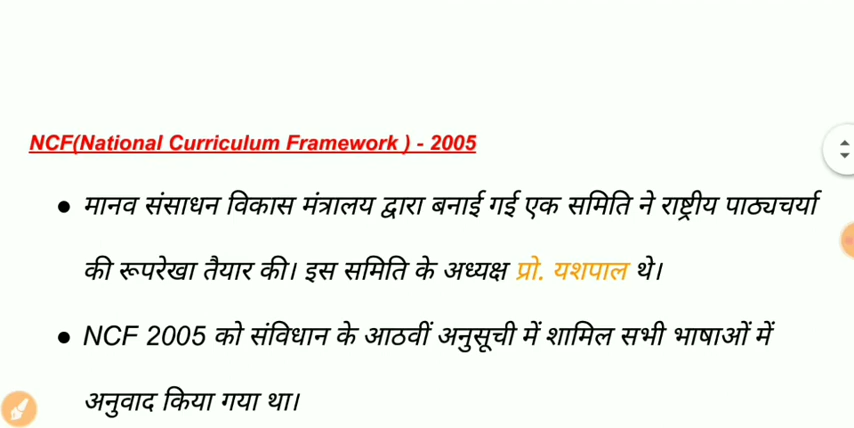 NCF(National Curriculum Framework ) - 2005
● मानव संसाधन विकास मंत्रालय द्वारा बनाई गई एक समिति ने राष्ट्रीय पाठ्यचर्या
की रूपरेखा तैयार की। इस समिति के अध्यक्ष प्रो. यशपाल थे।
● NCF 2005 को संविधान के आठवीं अनुसूची में शामिल सभी भाषाओं में
अनुवाद किया गया था।